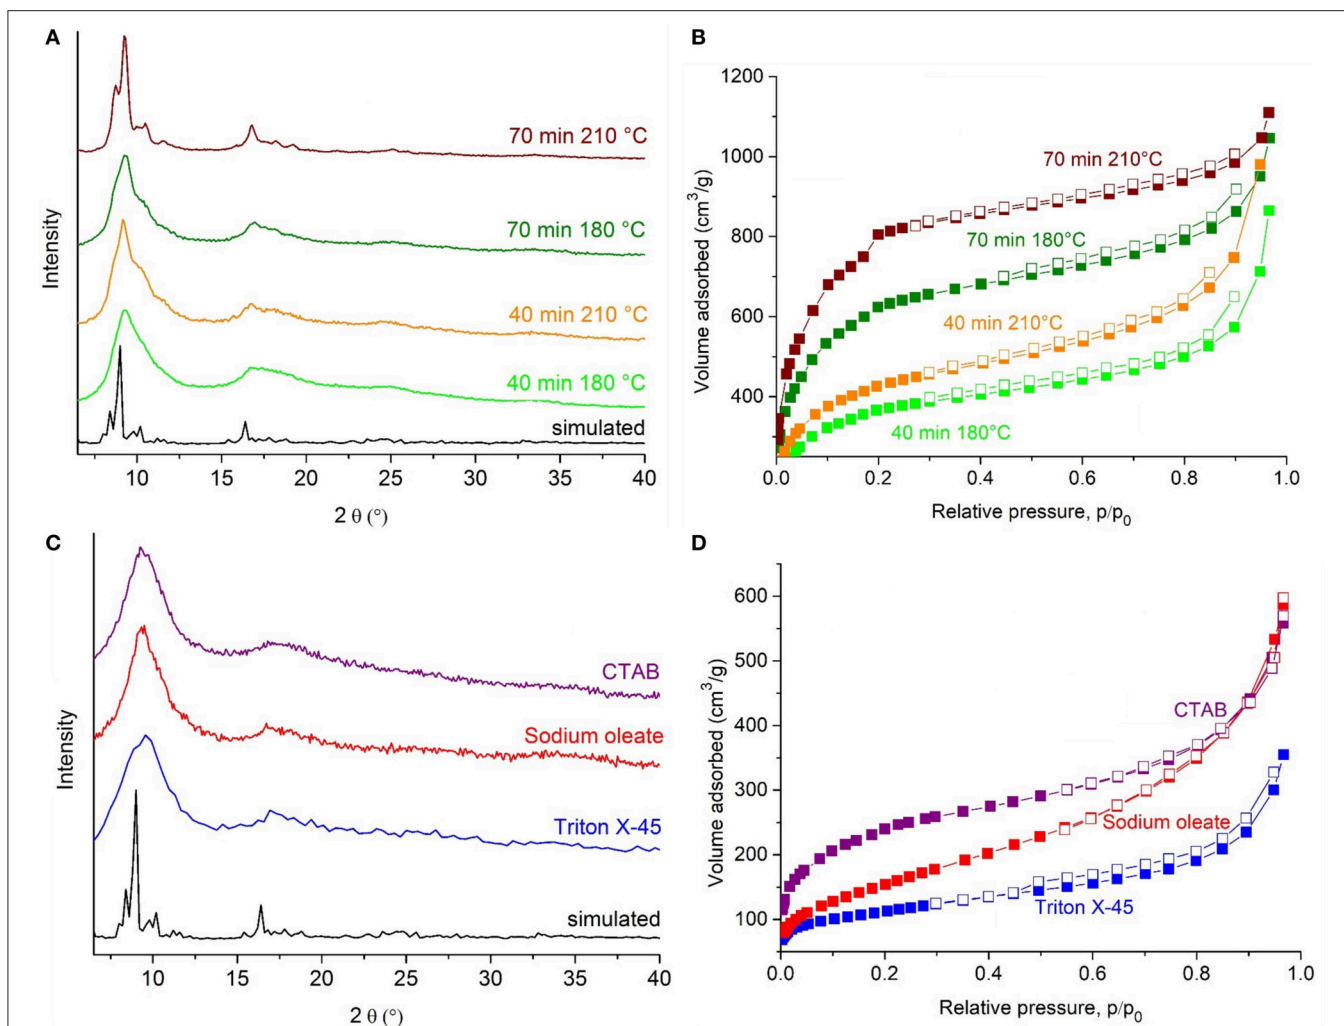 A
70 min 210 °C
70 min 180 °C
40 min 210 °C
40 min 180 °C
simulated
Intensity
10 15 20 25 30 35 40
2 θ (°)
B
1200
1000
800
600
400
70 min 210°C
70 min 180°C
40 min 210°C
40 min 180°C
Volume adsorbed (cm³/g)
0.0 0.2 0.4 0.6 0.8 1.0
Relative pressure, p/p₀
C
CTAB
Sodium oleate
Triton X-45
simulated
Intensity
10 15 20 25 30 35 40
2 θ (°)
D
600
500
400
300
200
100
CTAB
Sodium oleate
Triton X-45
Volume adsorbed (cm³/g)
0.0 0.2 0.4 0.6 0.8 1.0
Relative pressure, p/p₀